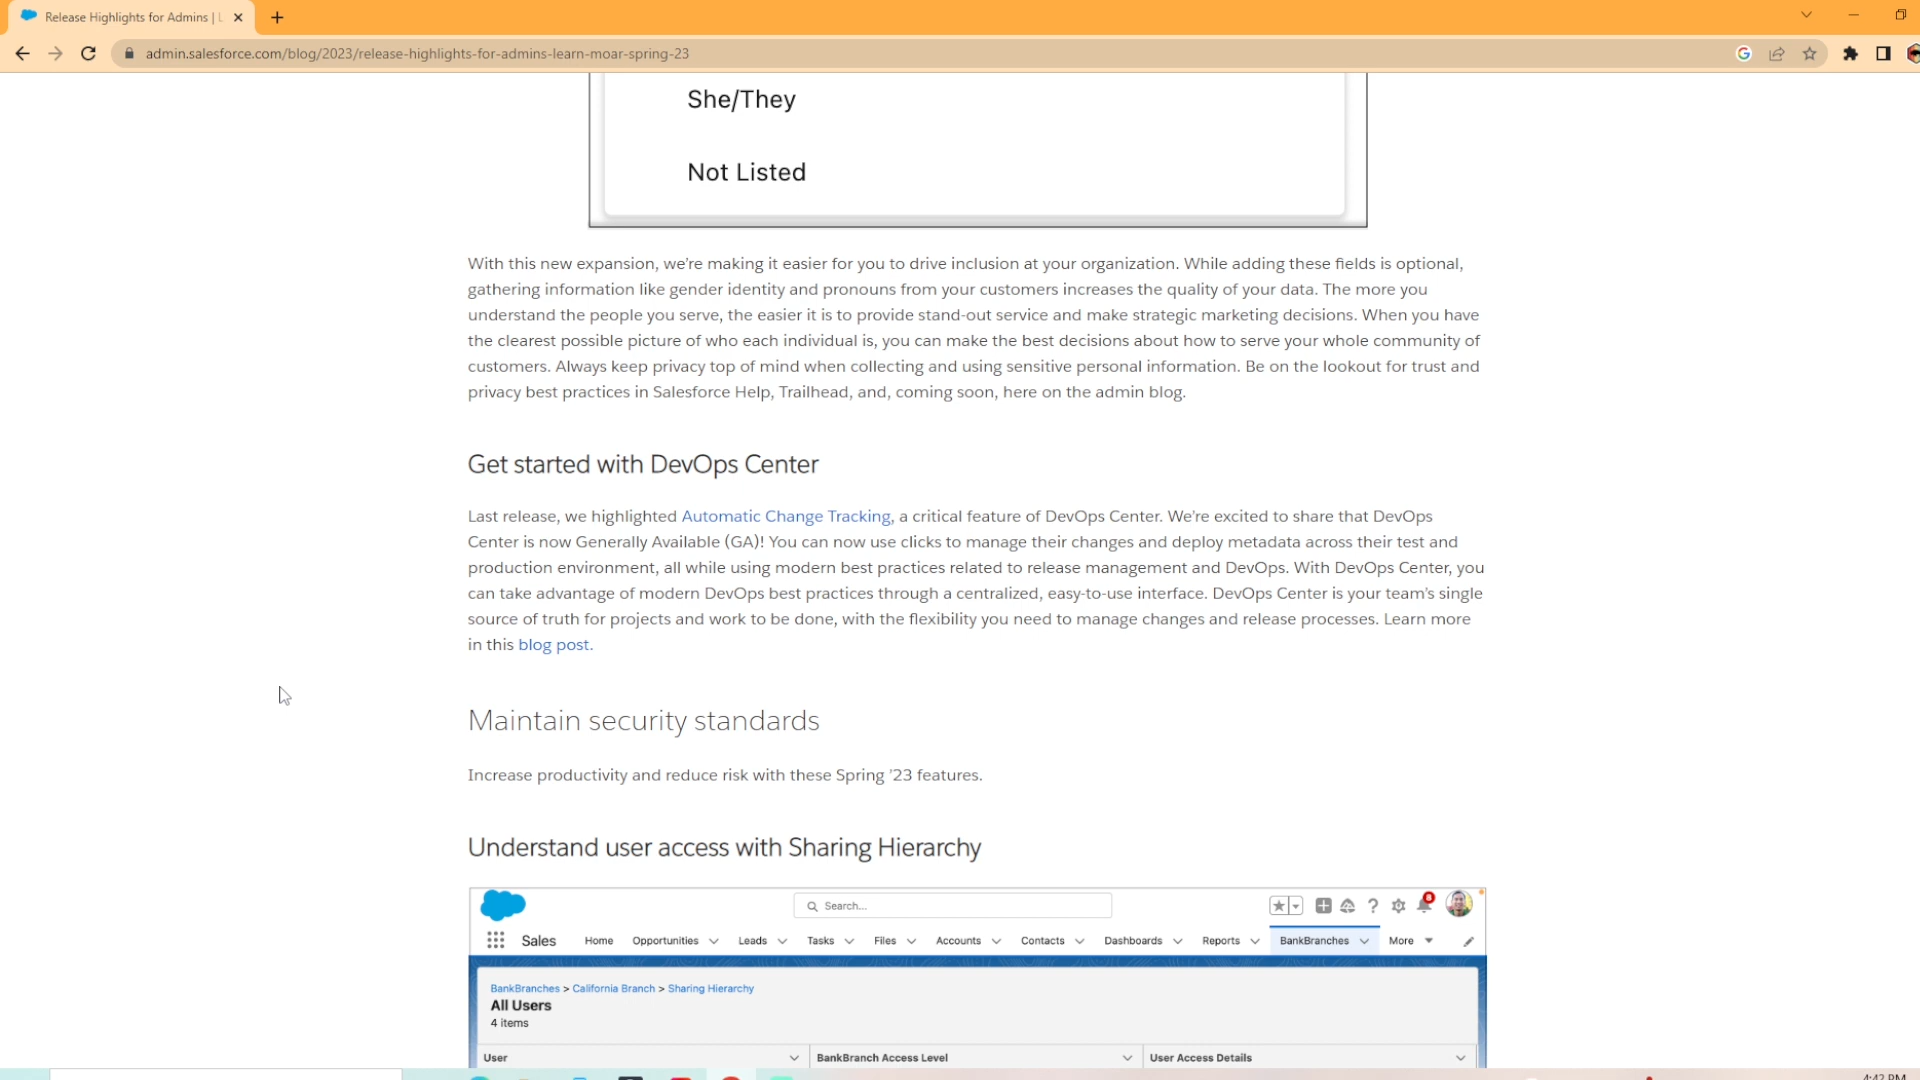 Release Highlights for Admins | L
admin.salesforce.com/blog/2023/release-highlights-for-admins-learn-moar-spring-23
She/They
Not Listed
With this new expansion, we’re making it easier for you to drive inclusion at your organization. While adding these fields is optional,
gathering information like gender identity and pronouns from your customers increases the quality of your data. The more you
understand the people you serve, the easier it is to provide stand-out service and make strategic marketing decisions. When you have
the clearest possible picture of who each individual is, you can make the best decisions about how to serve your whole community of
customers. Always keep privacy top of mind when collecting and using sensitive personal information. Be on the lookout for trust and
privacy best practices in Salesforce Help, Trailhead, and, coming soon, here on the admin blog.
Get started with DevOps Center
Last release, we highlighted Automatic Change Tracking, a critical feature of DevOps Center. We’re excited to share that DevOps
Center is now Generally Available (GA)! You can now use clicks to manage their changes and deploy metadata across their test and
production environment, all while using modern best practices related to release management and DevOps. With DevOps Center, you
can take advantage of modern DevOps best practices through a centralized, easy-to-use interface. DevOps Center is your team’s single
source of truth for projects and work to be done, with the flexibility you need to manage changes and release processes. Learn more
in this blog post.
Maintain security standards
Increase productivity and reduce risk with these Spring ’23 features.
Understand user access with Sharing Hierarchy
Search...
8
Sales Home Opportunities Leads Tasks Files Accounts Contacts Dashboards Reports BankBranches More
BankBranches > California Branch > Sharing Hierarchy
All Users
4 items
User BankBranch Access Level User Access Details
4:42 PM